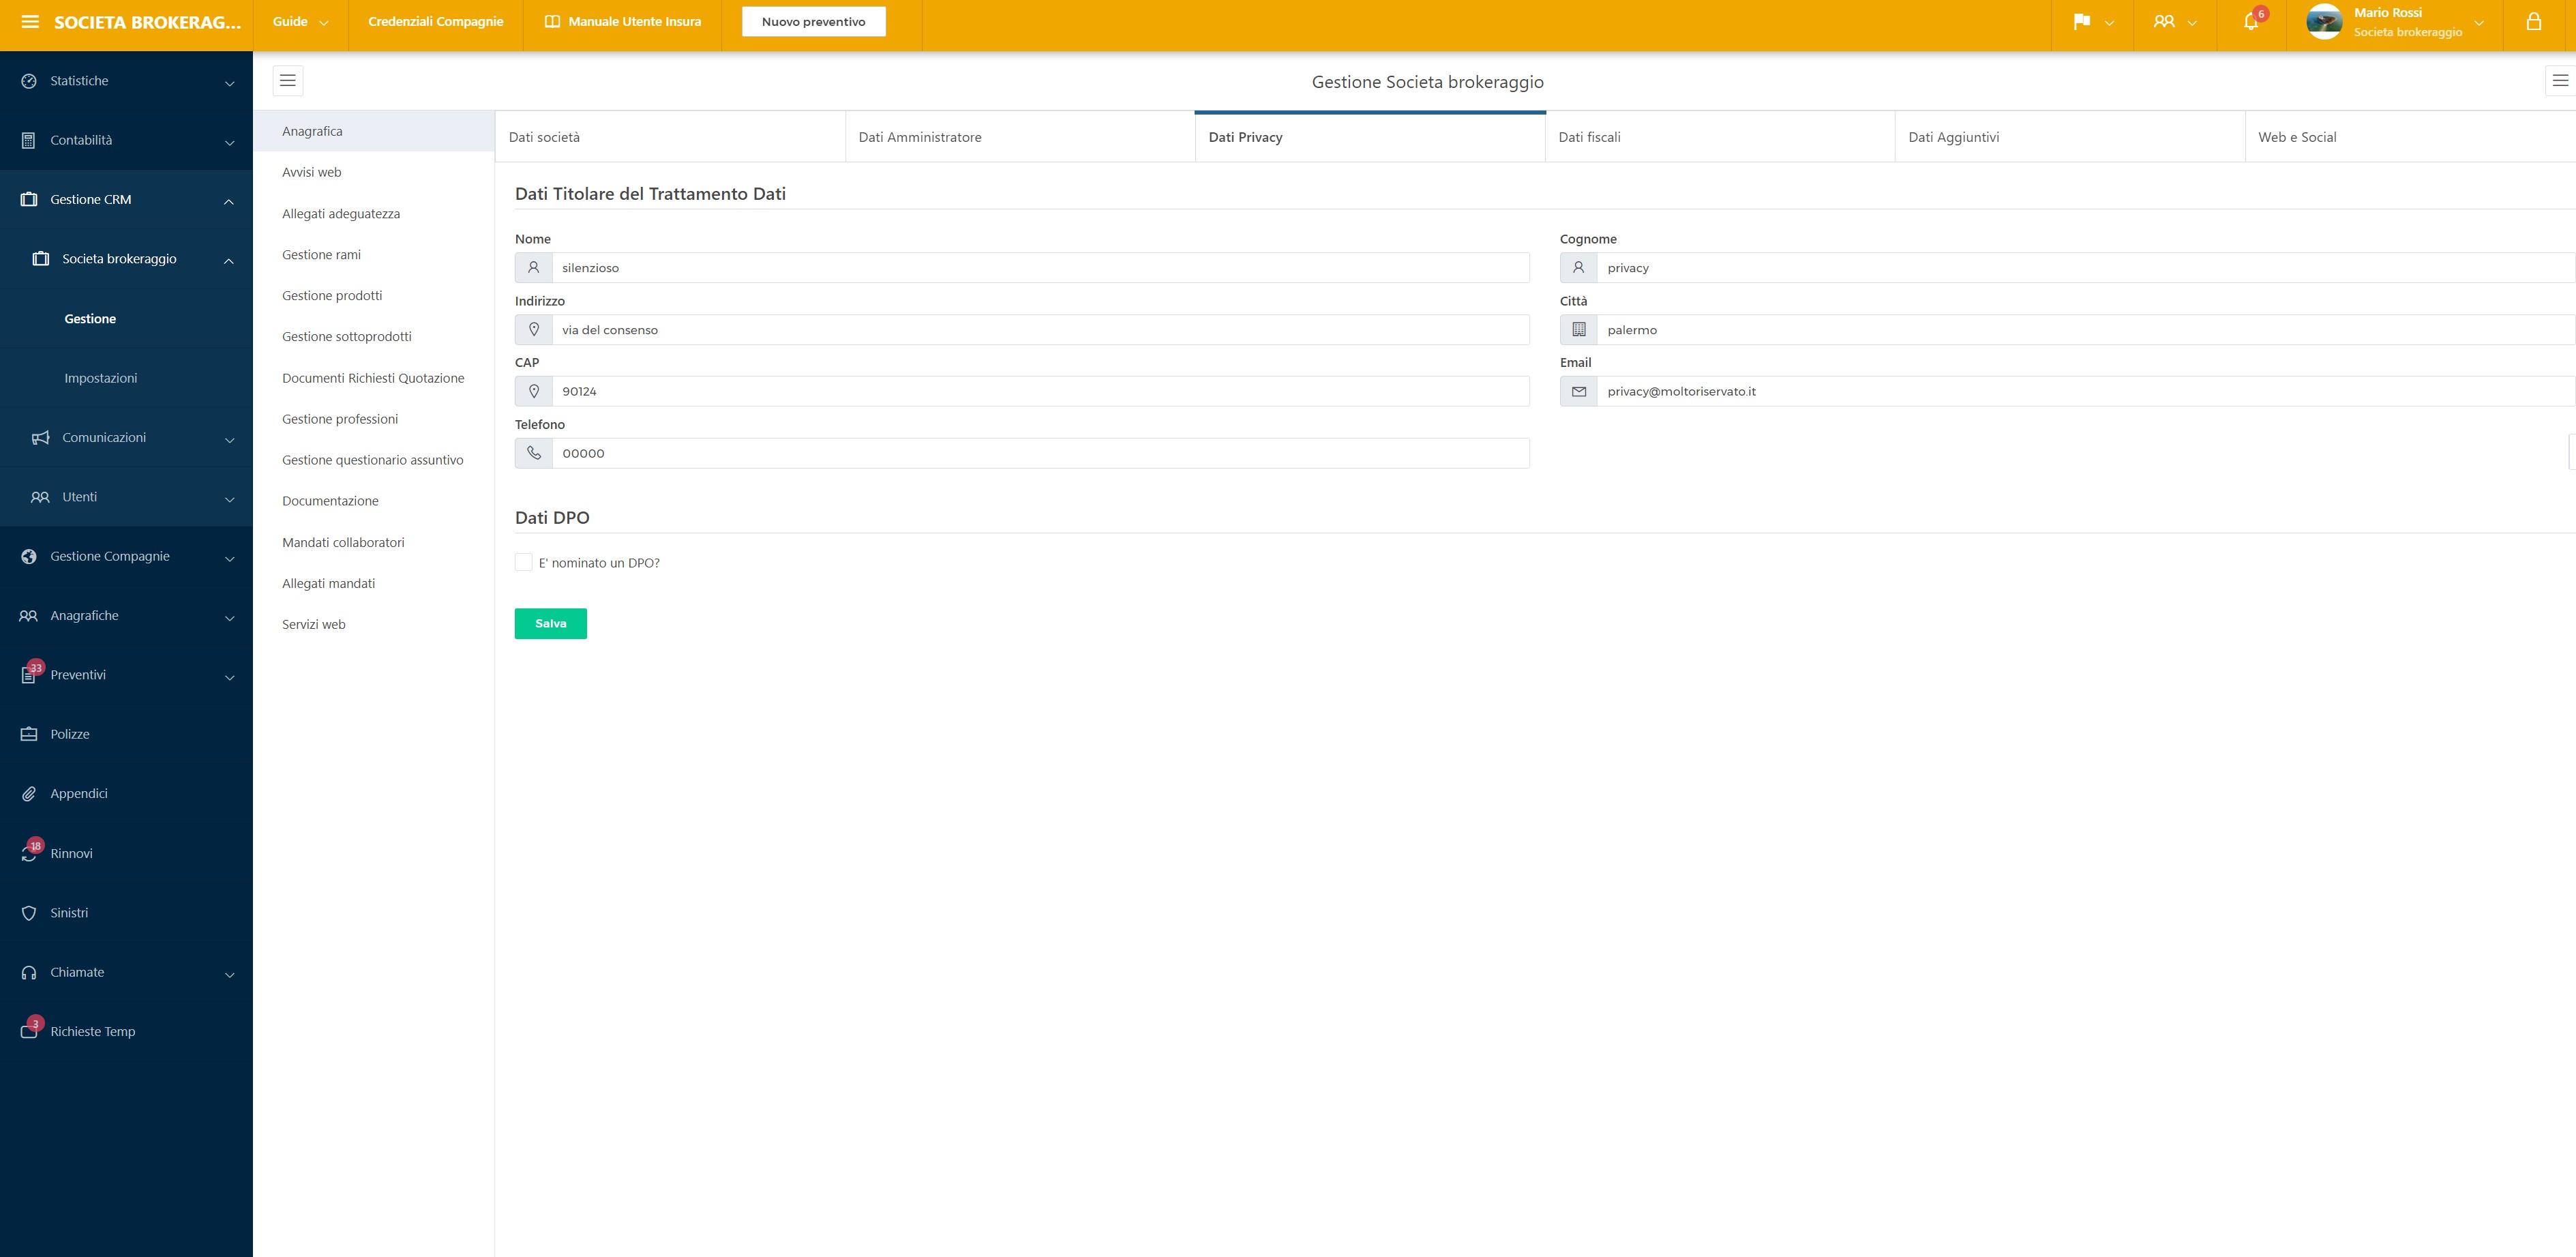 SOCIETA BROKERAG...
Guide
Credenziali Compagnie
Manuale Utente Insura
Nuovo preventivo
6
Mario Rossi
Societa brokeraggio
Statistiche
Contabilità
Gestione CRM
Societa brokeraggio
Gestione
Impostazioni
Comunicazioni
Utenti
Gestione Compagnie
Anagrafiche
33
Preventivi
Polizze
Appendici
18
Rinnovi
Sinistri
Chiamate
3
Richieste Temp
Gestione Societa brokeraggio
Anagrafica
Avvisi web
Allegati adeguatezza
Gestione rami
Gestione prodotti
Gestione sottoprodotti
Documenti Richiesti Quotazione
Gestione professioni
Gestione questionario assuntivo
Documentazione
Mandati collaboratori
Allegati mandati
Servizi web
Dati società
Dati Amministratore
Dati Privacy
Dati fiscali
Dati Aggiuntivi
Web e Social
Dati Titolare del Trattamento Dati
Nome
silenzioso
Cognome
privacy
Indirizzo
via del consenso
Città
palermo
CAP
90124
Email
privacy@moltoriservato.it
Telefono
00000
Dati DPO
E' nominato un DPO?
Salva